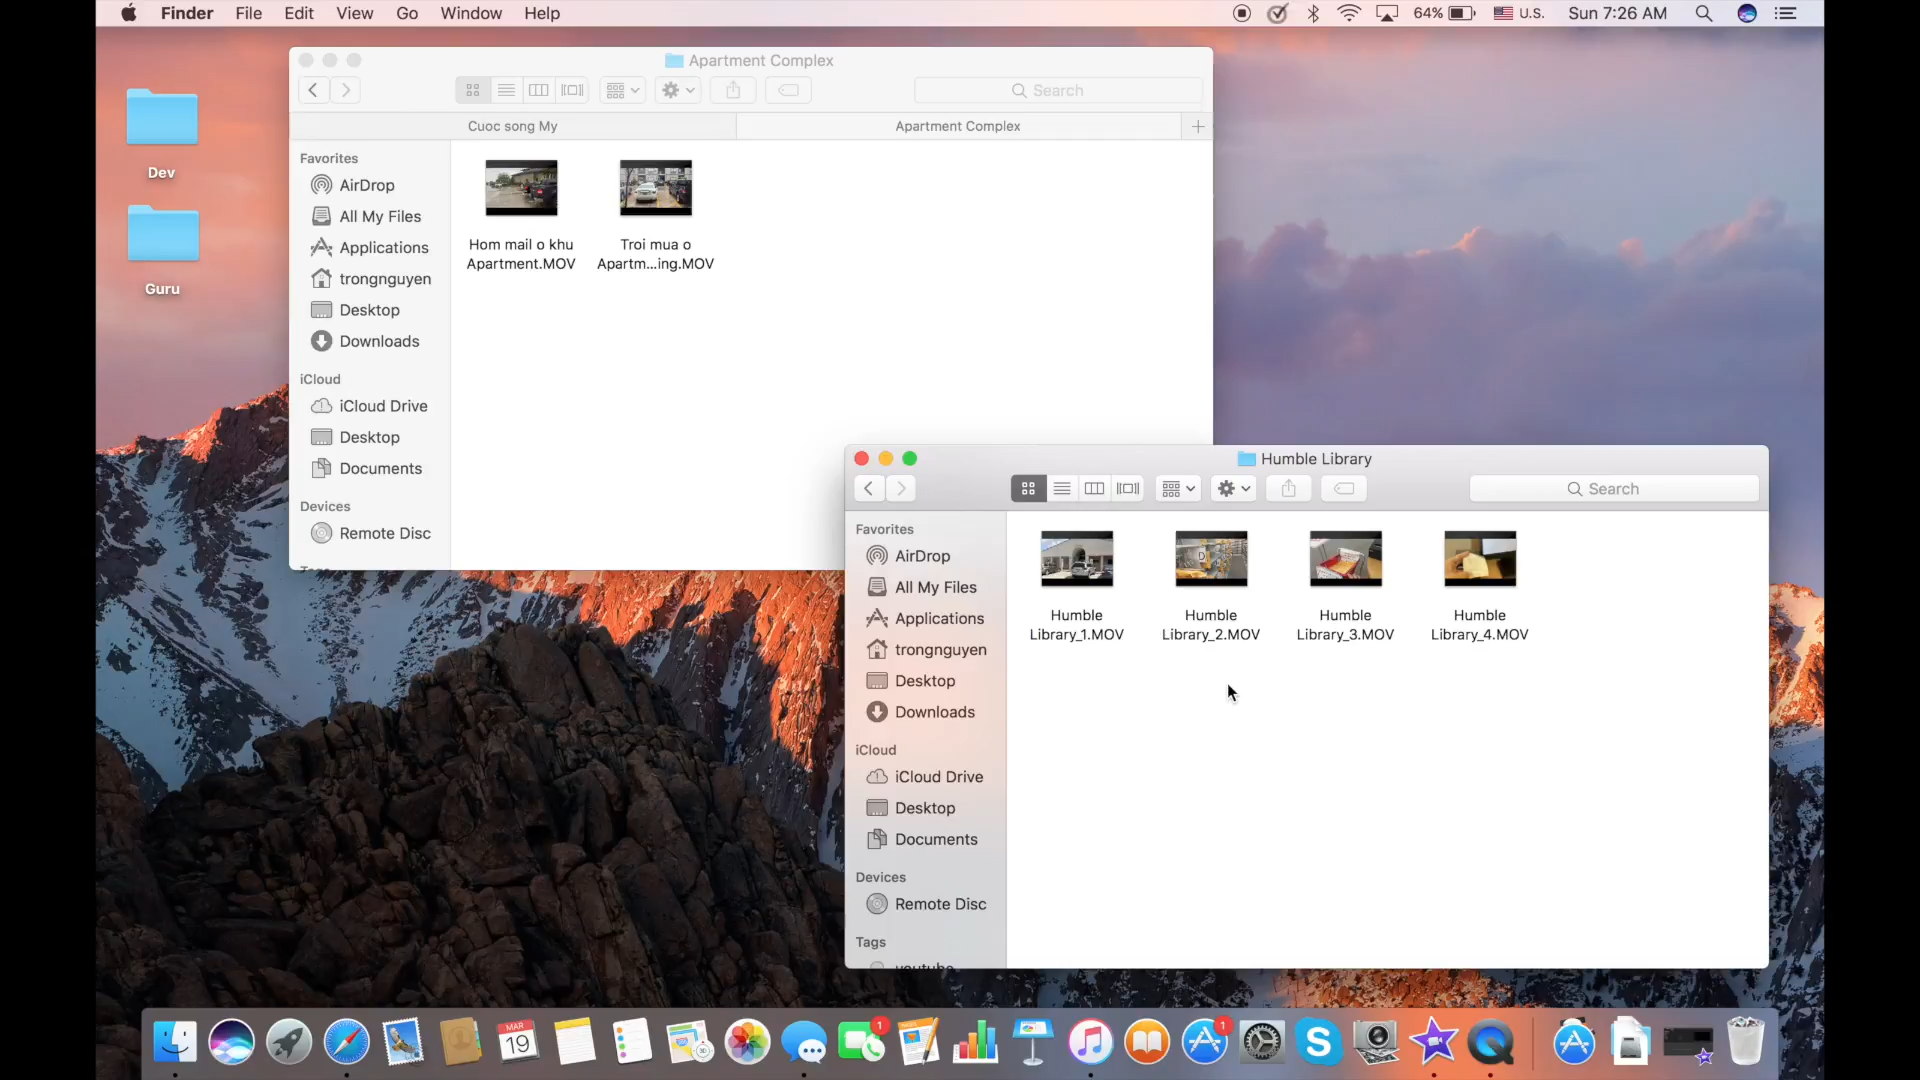 Finder File Edit View Go Window Help 64% U.S. Sun 7:26 AM
Dev
Guru
Apartment Complex
Search
Cuoc song My Apartment Complex
Favorites
AirDrop
All My Files
Applications
trongnguyen
Desktop
Downloads
iCloud
iCloud Drive
Desktop
Documents
Devices
Remote Disc
Hom mail o khu
Apartment.MOV
Troi mua o
Apartm...ing.MOV
Humble Library
Search
Favorites
AirDrop
All My Files
Applications
trongnguyen
Desktop
Downloads
iCloud
iCloud Drive
Desktop
Documents
Devices
Remote Disc
Tags
youtube
Humble
Library_1.MOV
Humble
Library_2.MOV
Humble
Library_3.MOV
Humble
Library_4.MOV
MAR
19
1
1